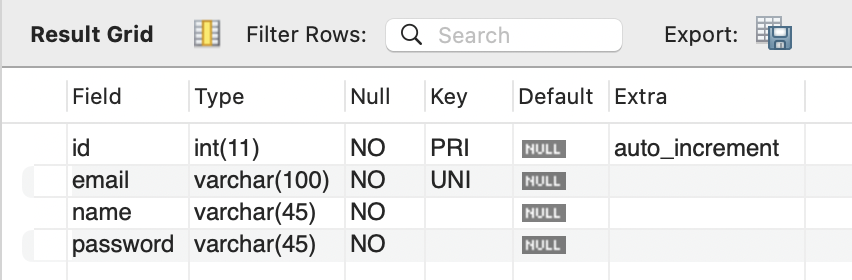 Result Grid Filter Rows: Search Export:
Field Type Null Key Default Extra
id int(11) NO PRI NULL auto_increment
email varchar(100) NO UNI NULL
name varchar(45) NO NULL
password varchar(45) NO NULL